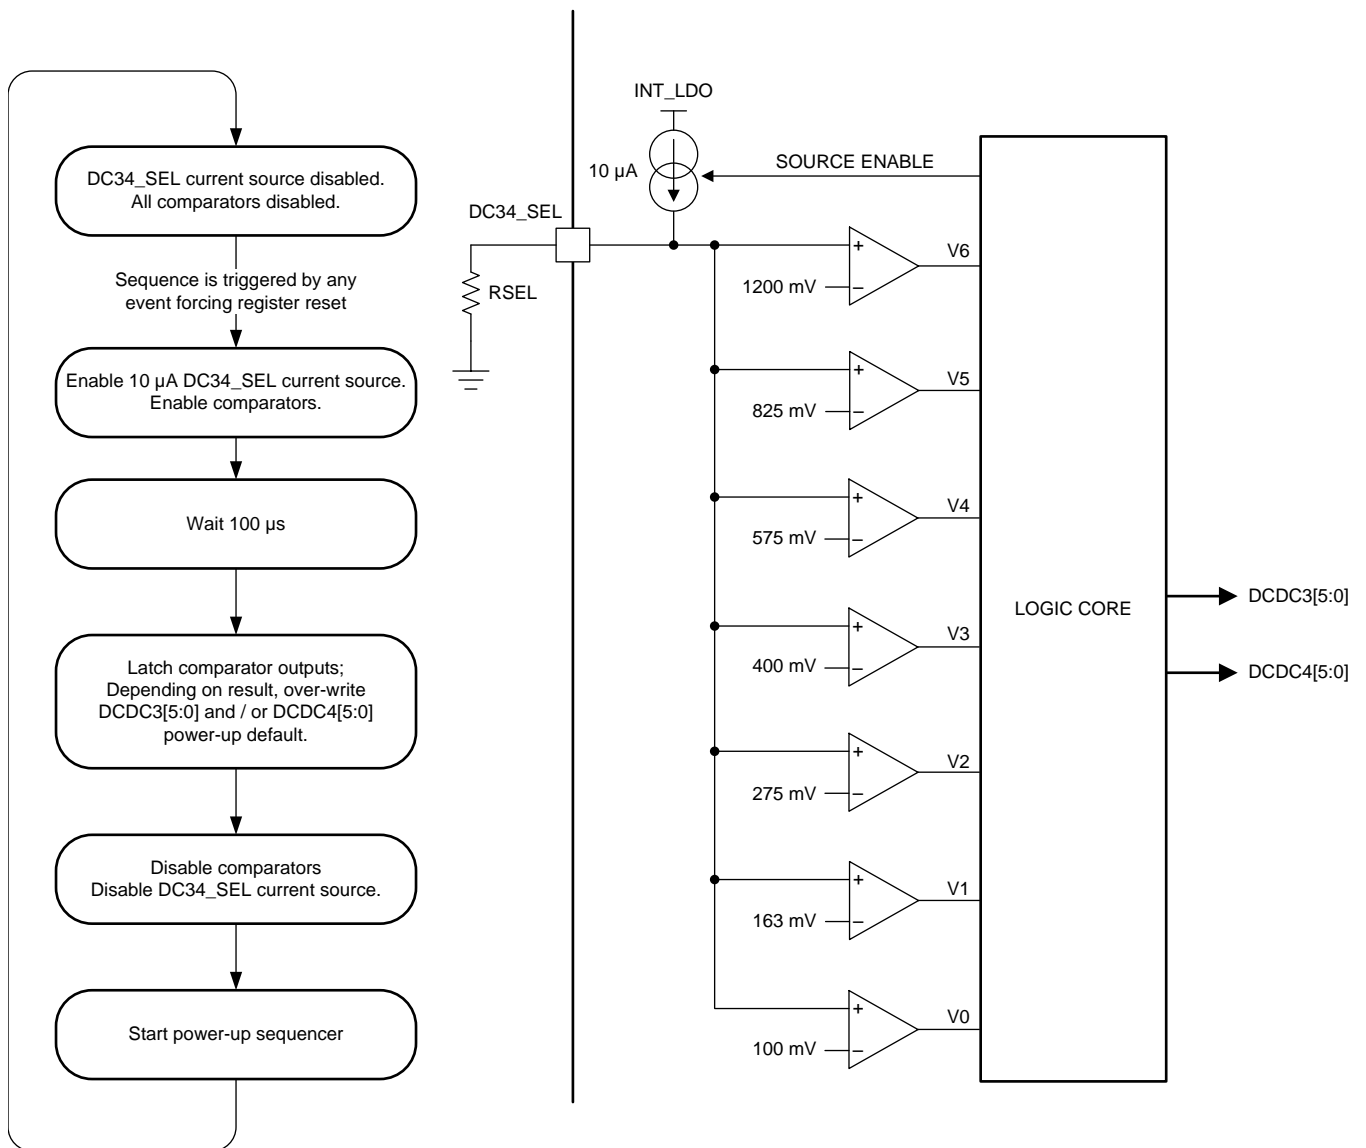 DC34_SEL current source disabled.
All comparators disabled.
Sequence is triggered by any
event forcing register reset
Enable 10 µA DC34_SEL current source.
Enable comparators.
Wait 100 µs
Latch comparator outputs;
Depending on result, over-write
DCDC3[5:0] and / or DCDC4[5:0]
power-up default.
Disable comparators
Disable DC34_SEL current source.
Start power-up sequencer
INT_LDO
10 µA
SOURCE ENABLE
DC34_SEL
RSEL
+
V6
1200 mV
–
+
V5
825 mV
–
+
V4
575 mV
–
+
V3
400 mV
–
+
V2
275 mV
–
+
V1
163 mV
–
+
V0
100 mV
–
LOGIC CORE
DCDC3[5:0]
DCDC4[5:0]